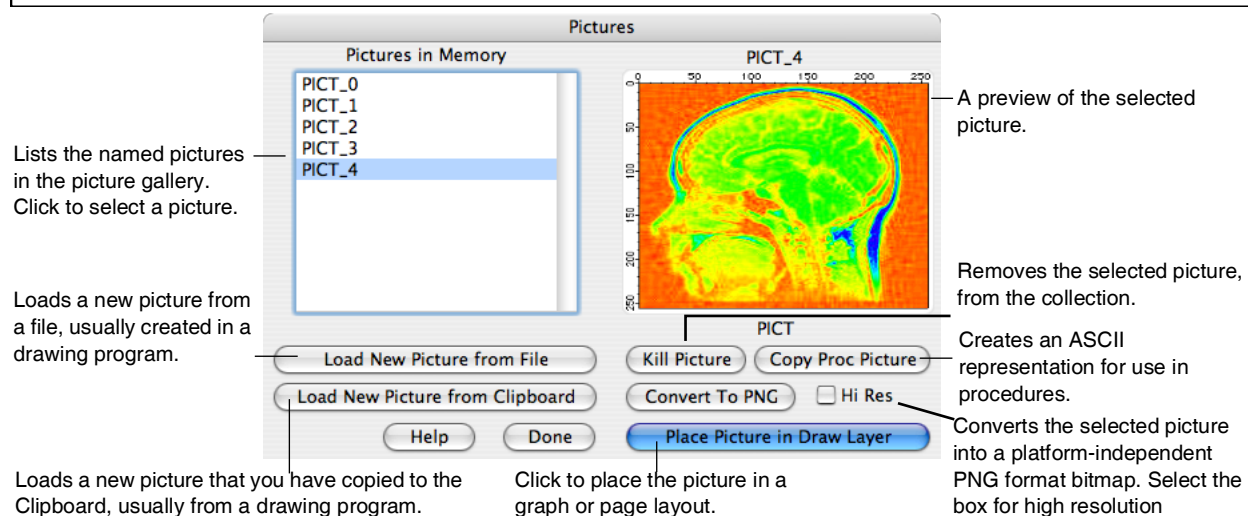 Pictures
Pictures in Memory
PICT_4
PICT_0
PICT_1
PICT_2
PICT_3
PICT_4
0 50 100 150 200 250
0
50
100
150
200
250
A preview of the selected
picture.
Lists the named pictures
in the picture gallery.
Click to select a picture.
Removes the selected picture,
from the collection.
Loads a new picture from
a file, usually created in a
drawing program.
PICT
Load New Picture from File
Kill Picture
Copy Proc Picture
Creates an ASCII
representation for use in
procedures.
Load New Picture from Clipboard
Convert To PNG
Hi Res
Help
Done
Place Picture in Draw Layer
Converts the selected picture
into a platform-independent
PNG format bitmap. Select the
box for high resolution
Loads a new picture that you have copied to the
Clipboard, usually from a drawing program.
Click to place the picture in a
graph or page layout.